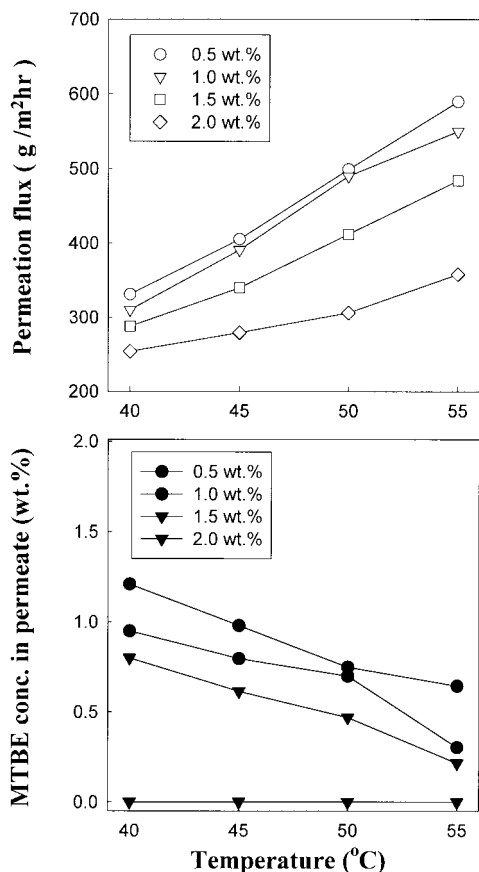 700
600
500
400
300
200
Permeation flux ( g /m²hr)
0.5 wt.%
1.0 wt.%
1.5 wt.%
2.0 wt.%
40 45 50 55
2.0
1.5
1.0
0.5
0.0
MTBE conc. in permeate (wt.%)
0.5 wt.%
1.0 wt.%
1.5 wt.%
2.0 wt.%
40 45 50 55
Temperature (°C)